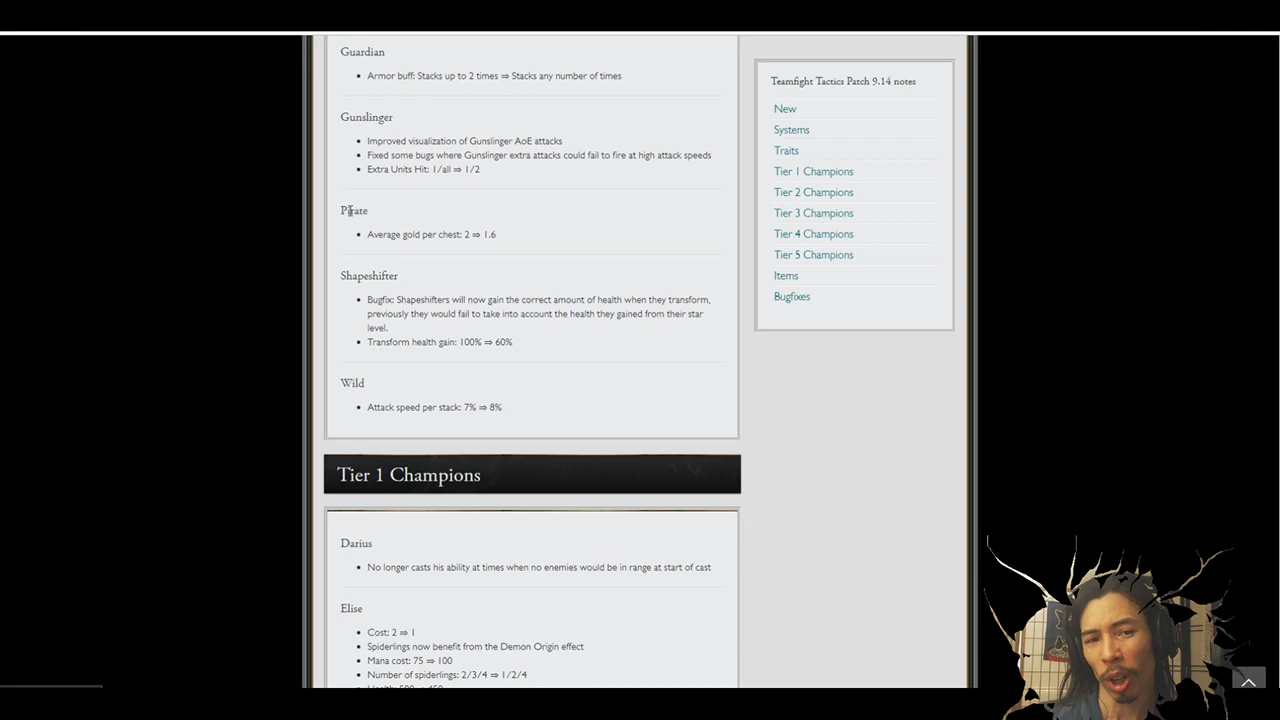 Guardian
Armor buff: Stacks up to 2 times ⇒ Stacks any number of times
Gunslinger
Improved visualization of Gunslinger AoE attacks
Fixed some bugs where Gunslinger extra attacks could fail to fire at high attack speeds
Extra Units Hit: 1/all ⇒ 1/2
Pirate
Average gold per chest: 2 ⇒ 1.6
Shapeshifter
Bugfix: Shapeshifters will now gain the correct amount of health when they transform,
previously they would fail to take into account the health they gained from their star
level.
Transform health gain: 100% ⇒ 60%
Wild
Attack speed per stack: 7% ⇒ 8%
Tier 1 Champions
Darius
No longer casts his ability at times when no enemies would be in range at start of cast
Elise
Cost: 2 ⇒ 1
Spiderlings now benefit from the Demon Origin effect
Mana cost: 75 ⇒ 100
Number of spiderlings: 2/3/4 ⇒ 1/2/4
Teamfight Tactics Patch 9.14 notes
New
Systems
Traits
Tier 1 Champions
Tier 2 Champions
Tier 3 Champions
Tier 4 Champions
Tier 5 Champions
Items
Bugfixes